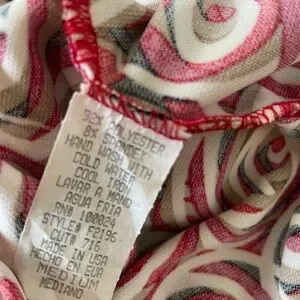 92% POLYESTER
8% SPANDEX
HAND WASH WITH
COLD WATER
COOL IRON
LAVAR A MANO
AGUA FRIA
RN# 100024
STYLE# F2196
CUT# 716
MADE IN USA
HECHO EN EUA
MEDIUM
MEDIANO